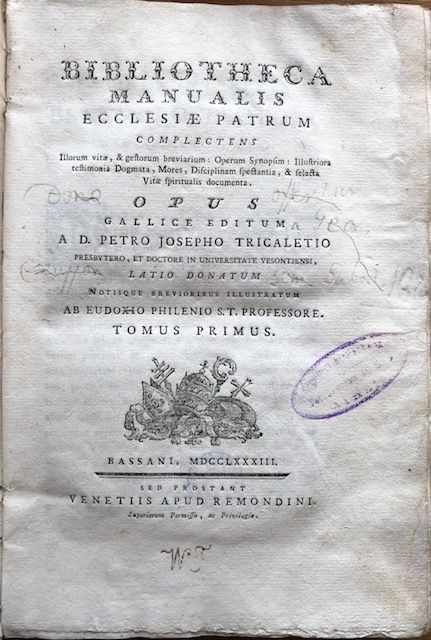 BIBLIOTHECA
MANUALIS
ECCLESIÆ PATRUM
COMPLECTENS
Illorum vitæ, & gestorum breviarium: Operum Synopsim: Illustriora
testimonia Dogmata, Mores, Disciplinam spectantia, & selecta
Vitæ spiritualis documenta.
OPUS
GALLICE EDITUM
A D. PETRO JOSEPHO TRICALETIO
PRESBYTERO, ET DOCTORE IN UNIVERSITATE VESONTIENSI,
LATIO DONATUM
NOTISQUE BREVIORIBUS ILLUSTRATUM
AB EUDOXIO PHILENIO S.T. PROFESSORE.
TOMUS PRIMUS.
BASSANI, MDCCLXXXIII.
SED PROSTANT
VENETIIS APUD REMONDINI.
Superiorum Permissu, ac Privilegio.